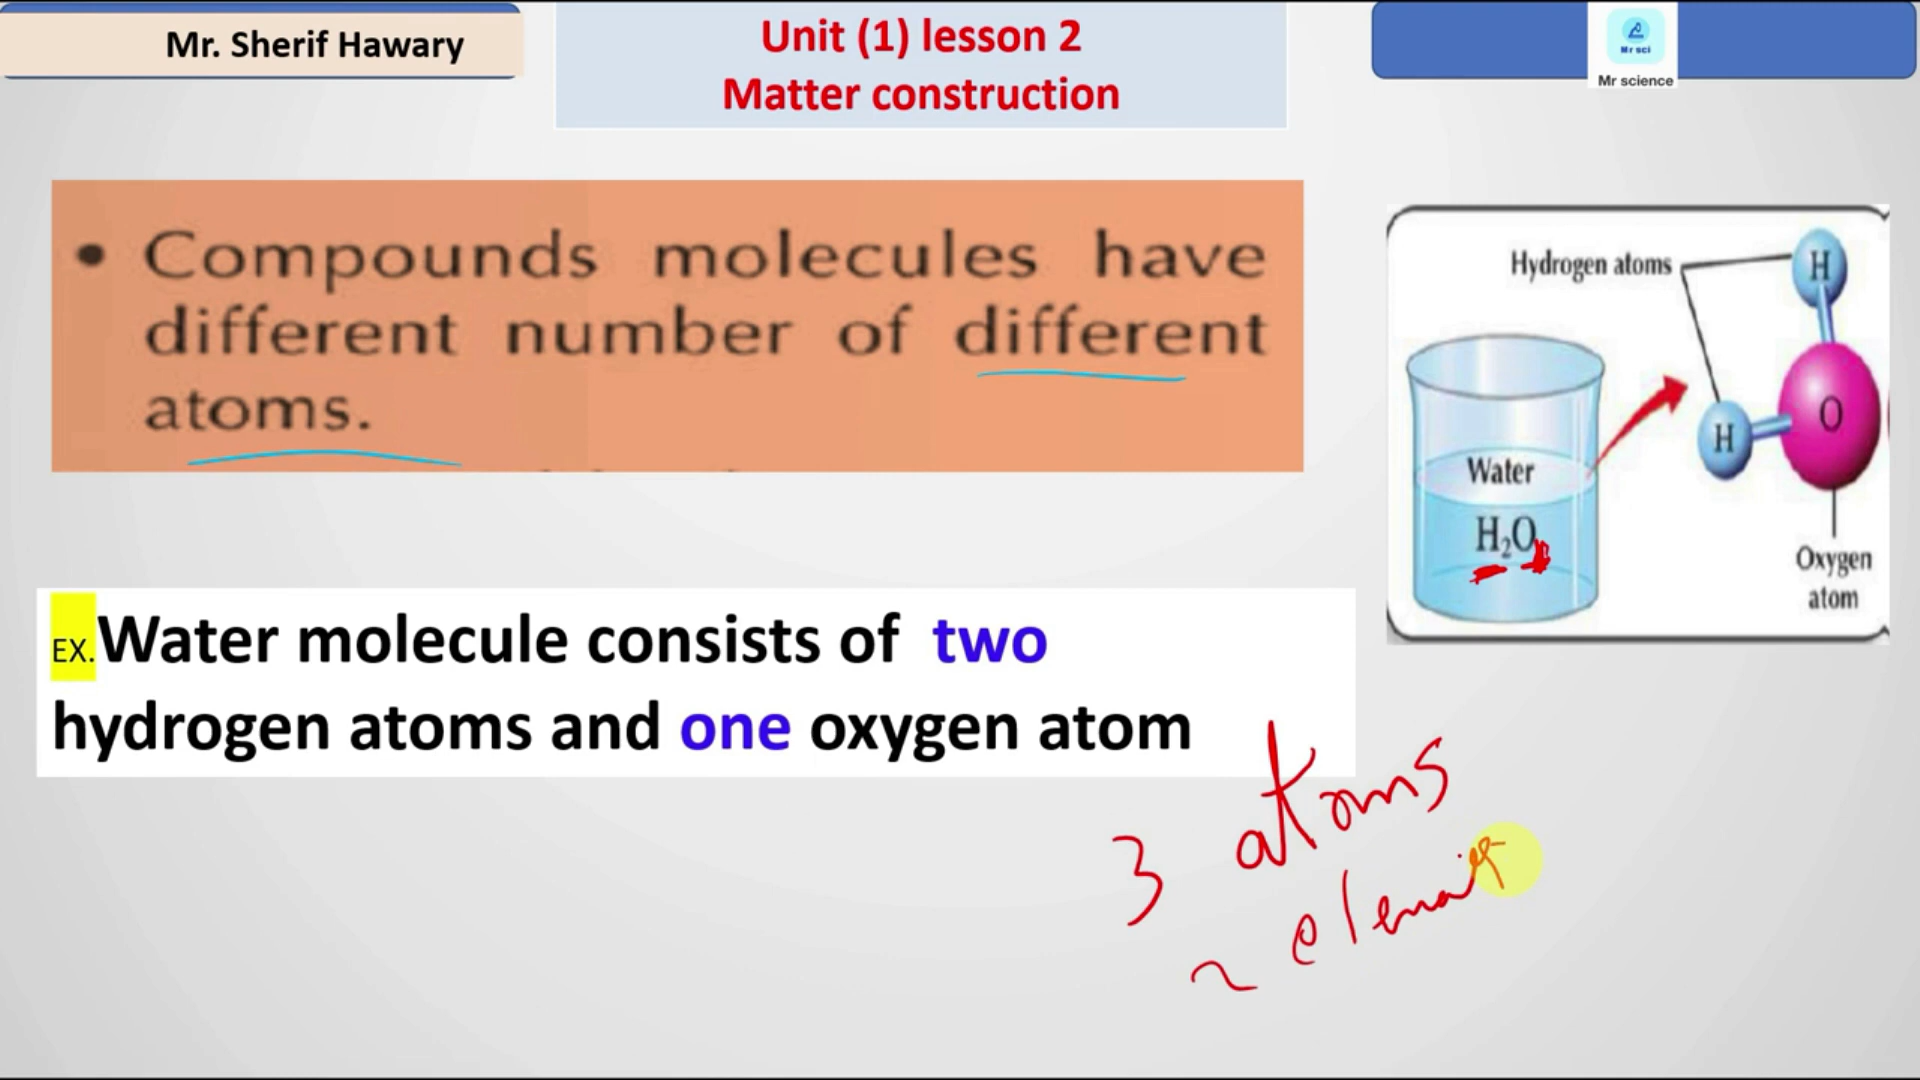 Mr. Sherif Hawary
Unit (1) lesson 2
Matter construction
Mr sci
Mr science
• Compounds molecules have
different number of different
atoms.
Hydrogen atoms
H
H
O
Water
H₂O
Oxygen
atom
EX.Water molecule consists of two
hydrogen atoms and one oxygen atom
3 atoms
2